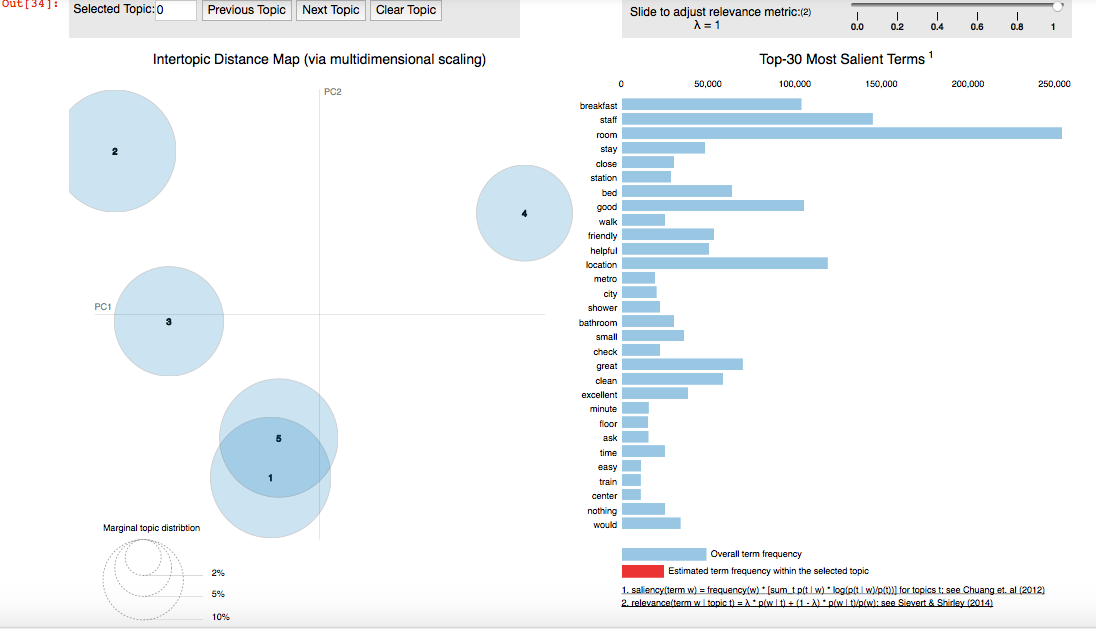 Out[34]:
Selected Topic: 0 Previous Topic Next Topic Clear Topic
Slide to adjust relevance metric:(2)
λ = 1
0.0 0.2 0.4 0.6 0.8 1
Intertopic Distance Map (via multidimensional scaling)
PC2
PC1
2
4
3
5
1
Marginal topic distribtion
2%
5%
10%
Top-30 Most Salient Terms 1
0 50,000 100,000 150,000 200,000 250,000
breakfast
staff
room
stay
close
station
bed
good
walk
friendly
helpful
location
metro
city
shower
bathroom
small
check
great
clean
excellent
minute
floor
ask
time
easy
train
center
nothing
would
Overall term frequency
Estimated term frequency within the selected topic
1. saliency(term w) = frequency(w) * [sum_t p(t | w) * log(p(t | w)/p(t))] for topics t; see Chuang et. al (2012)
2. relevance(term w | topic t) = λ * p(w | t) + (1 - λ) * p(w | t)/p(w); see Sievert & Shirley (2014)